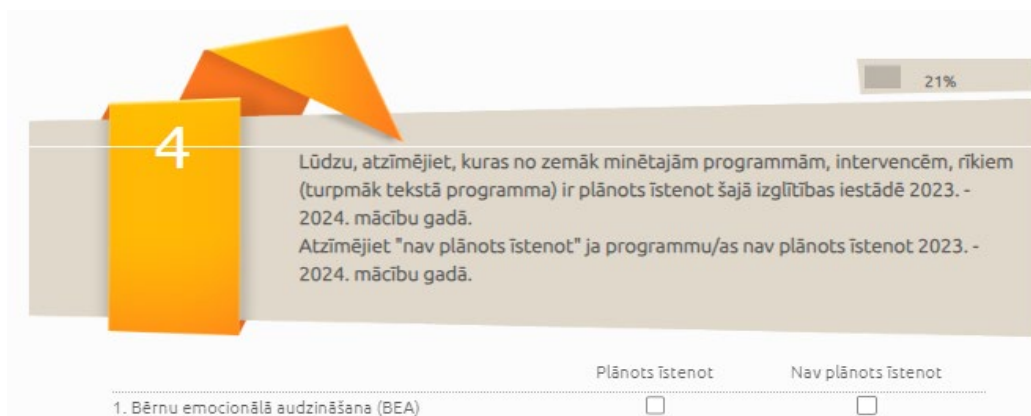 21%
4
Lūdzu, atzīmējiet, kuras no zemāk minētajām programmām, intervencēm, rīkiem
(turpmāk tekstā programma) ir plānots īstenot šajā izglītības iestādē 2023. -
2024. mācību gadā.
Atzīmējiet "nav plānots īstenot" ja programmu/as nav plānots īstenot 2023. -
2024. mācību gadā.
Plānots īstenot Nav plānots īstenot
1. Bērnu emocionālā audzināšana (BEA)